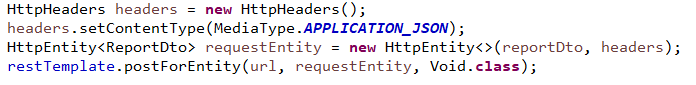 HttpHeaders headers = new HttpHeaders();
headers.setContentType(MediaType.APPLICATION_JSON);
HttpEntity<ReportDto> requestEntity = new HttpEntity<>(reportDto, headers);
restTemplate.postForEntity(url, requestEntity, Void.class);